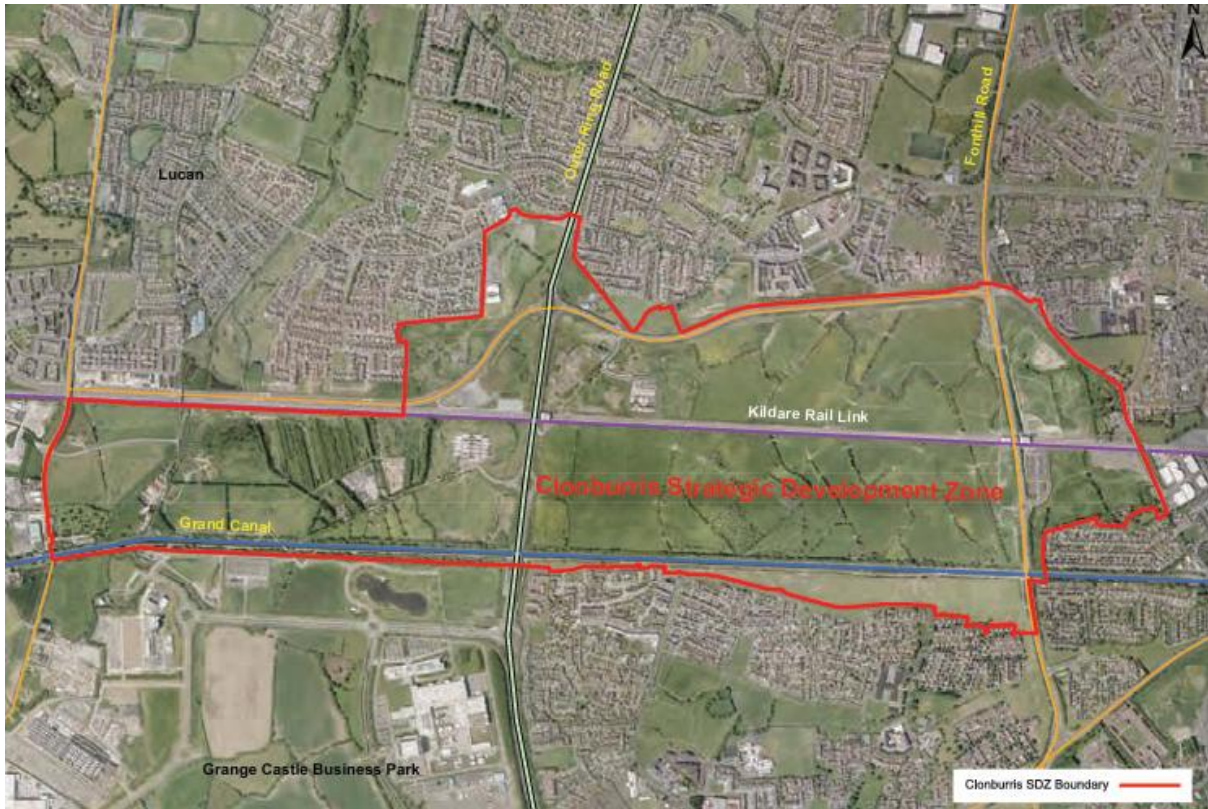 N
Outer Ring Road
Fonthill Road
Lucan
Kildare Rail Link
Clonburris Strategic Development Zone
Grand Canal
Grange Castle Business Park
Clonburris SDZ Boundary